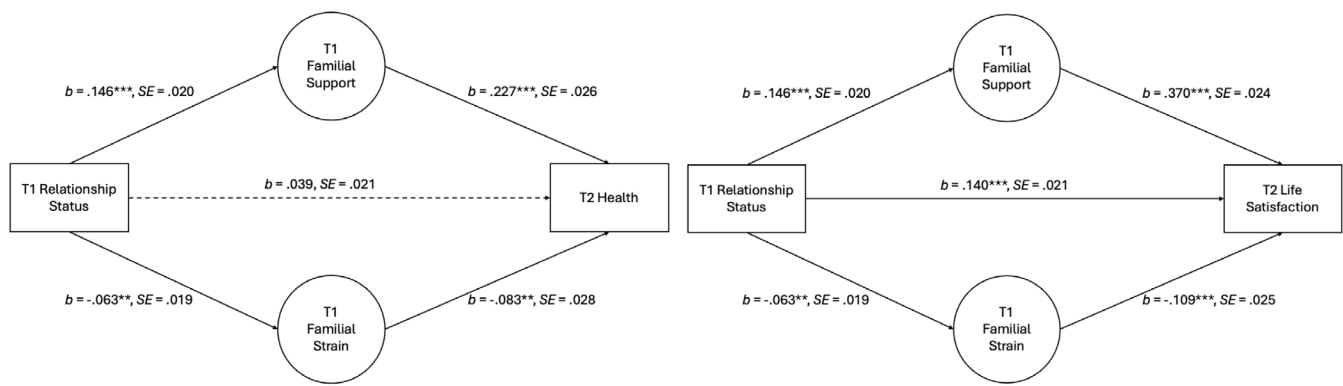 T1
Familial
Support
b = .146***, SE = .020
b = .227***, SE = .026
T1 Relationship
Status
b = .039, SE = .021
T2 Health
b = -.063**, SE = .019
b = -.083**, SE = .028
T1
Familial
Strain
T1
Familial
Support
b = .146***, SE = .020
b = .370***, SE = .024
T1 Relationship
Status
b = .140***, SE = .021
T2 Life
Satisfaction
b = -.063**, SE = .019
b = -.109***, SE = .025
T1
Familial
Strain